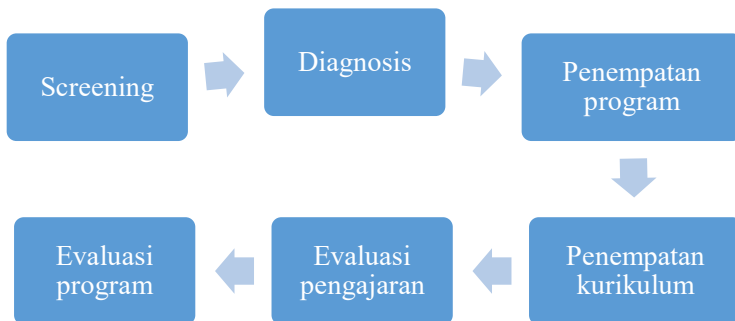 Screening
Diagnosis
Penempatan
program
Penempatan
kurikulum
Evaluasi
pengajaran
Evaluasi
program